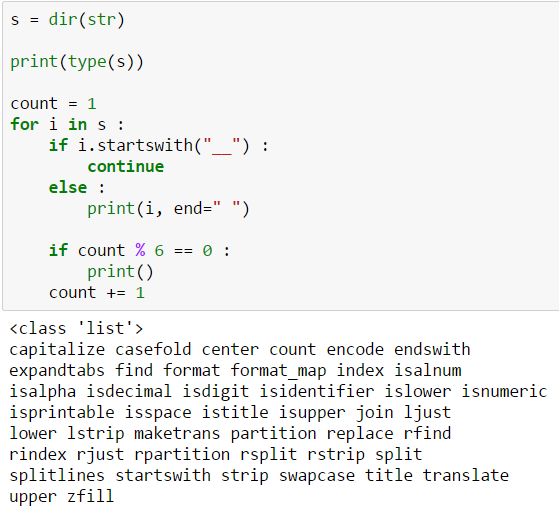 s = dir(str)
print(type(s))
count = 1
for i in s :
    if i.startswith("__") :
        continue
    else :
        print(i, end=" ")
    if count % 6 == 0 :
        print()
    count += 1
<class 'list'>
capitalize casefold center count encode endswith
expandtabs find format format_map index isalnum
isalpha isdecimal isdigit isidentifier islower isnumeric
isprintable isspace istitle isupper join ljust
lower lstrip maketrans partition replace rfind
rindex rjust rpartition rsplit rstrip split
splitlines startswith strip swapcase title translate
upper zfill